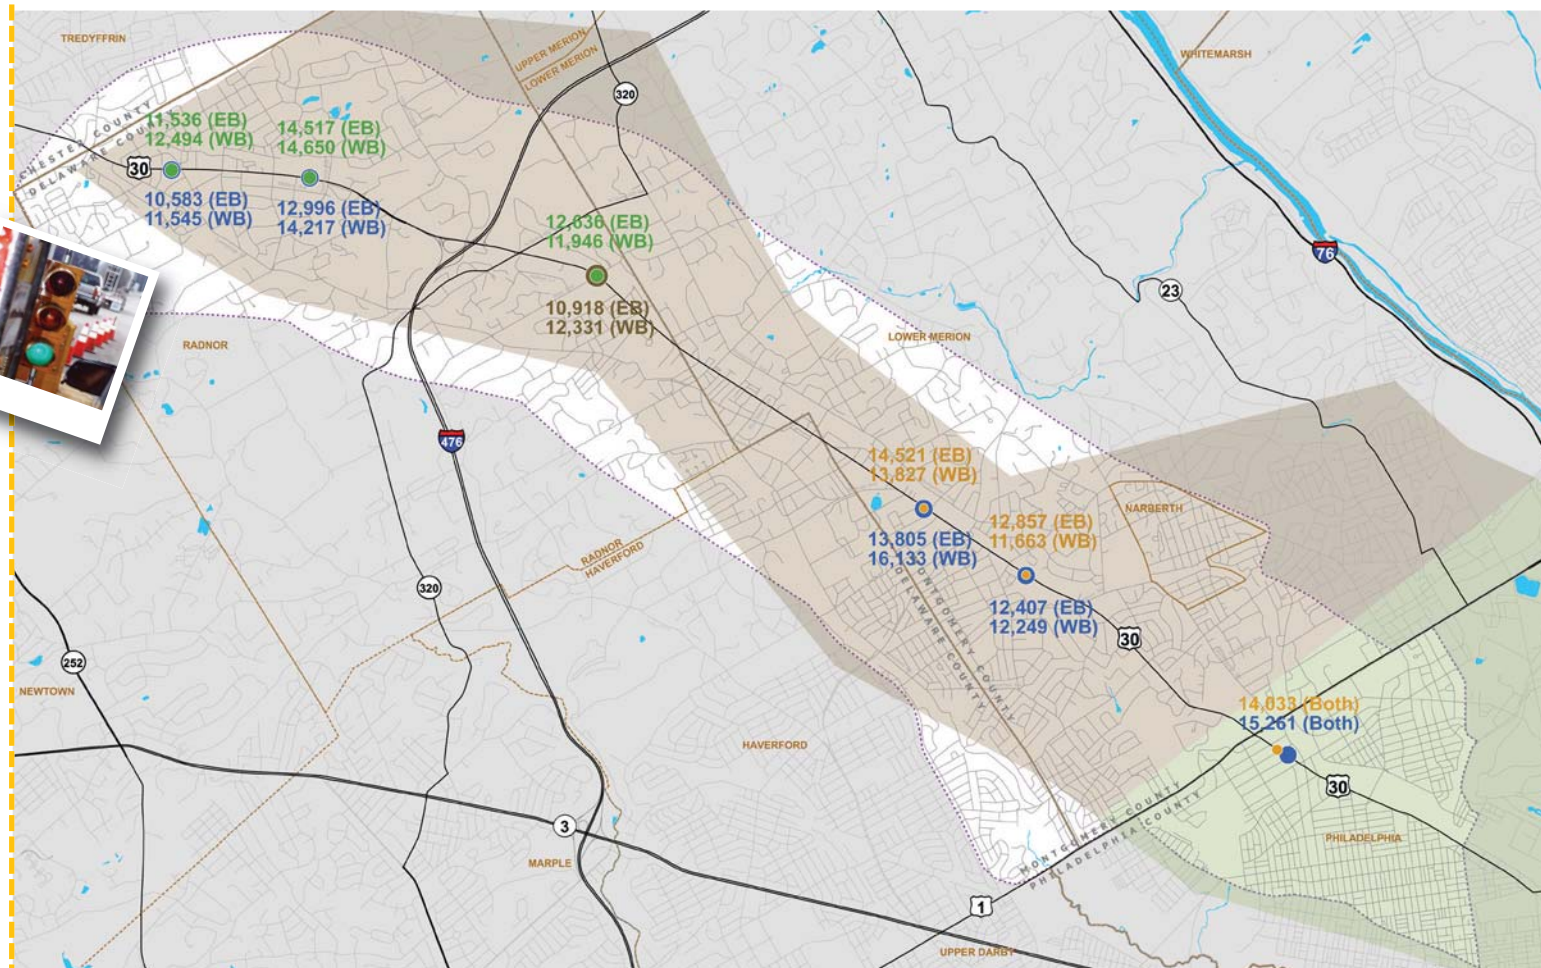 TREDYFFRIN
UPPER MERION
LOWER MERION
WHITEMARSH
320
CHESTER COUNTY
DELAWARE COUNTY
11,536 (EB)
12,494 (WB)
14,517 (EB)
14,650 (WB)
30
10,583 (EB)
11,545 (WB)
12,996 (EB)
14,217 (WB)
12,636 (EB)
11,946 (WB)
76
23
10,918 (EB)
12,331 (WB)
RADNOR
LOWER MERION
476
14,521 (EB)
13,827 (WB)
NARBERTH
12,857 (EB)
11,663 (WB)
13,805 (EB)
16,133 (WB)
RADNOR
HAVERFORD
320
MONTGOMERY COUNTY
DELAWARE COUNTY
12,407 (EB)
12,249 (WB)
30
252
NEWTOWN
14,033 (Both)
15,261 (Both)
HAVERFORD
30
3
MONTGOMERY COUNTY
PHILADELPHIA COUNTY
PHILADELPHIA
MARPLE
1
UPPER DARBY